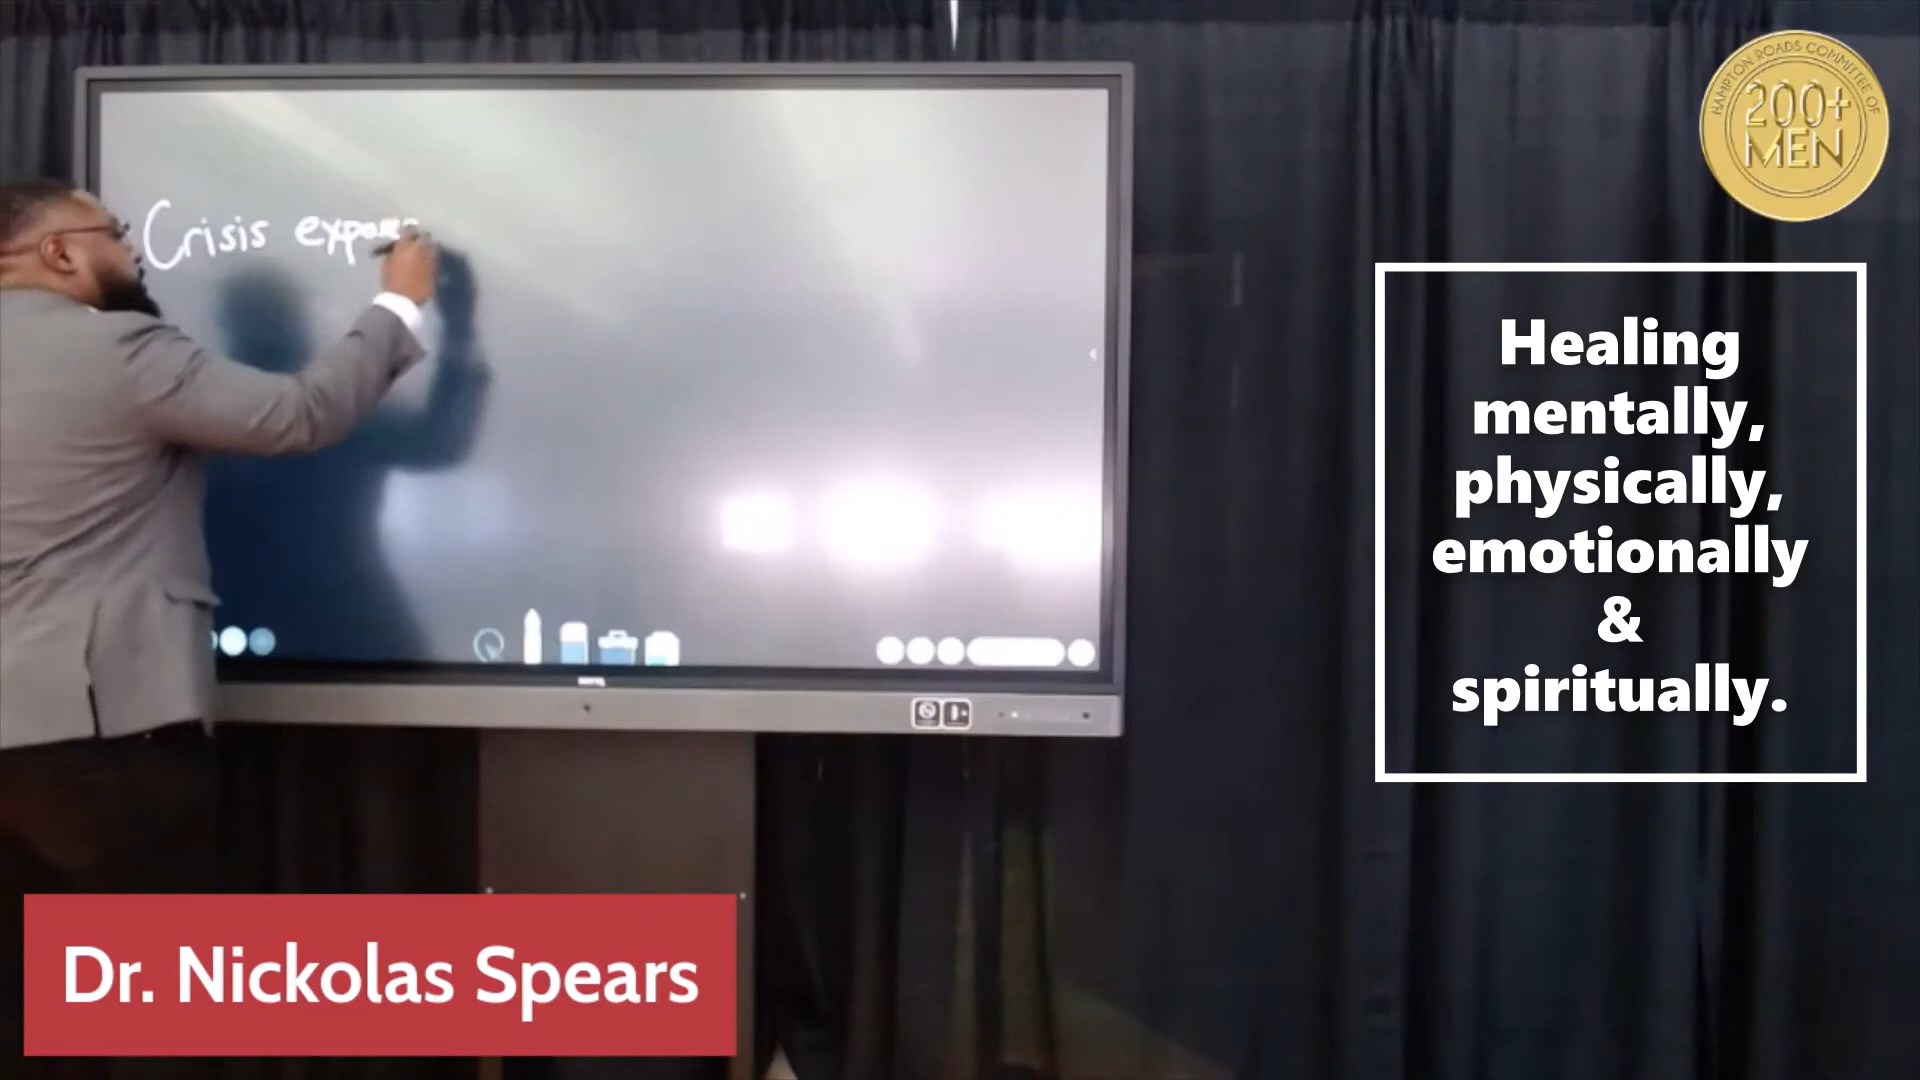 HAMPTON ROADS COMMITTEE OF
200+
MEN
Crisis
Healing
mentally,
physically,
emotionally
&
spiritually.
Dr. Nickolas Spears